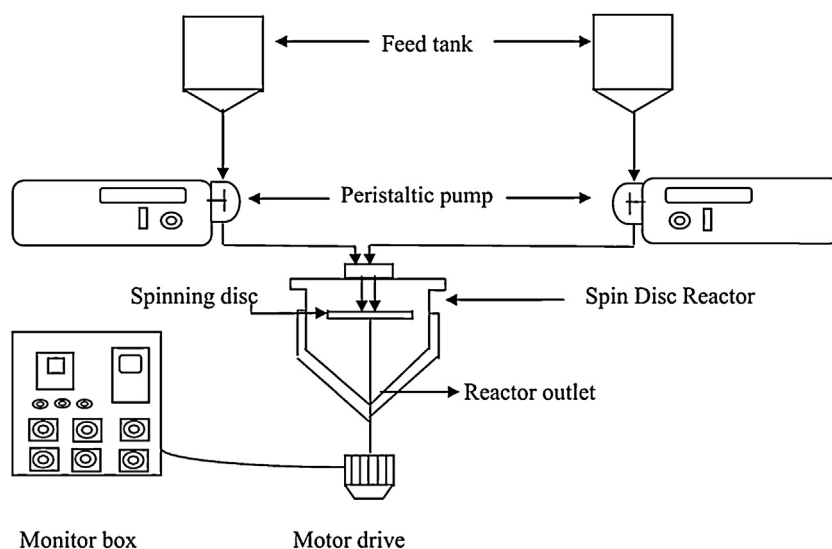 Feed tank
Peristaltic pump
Spinning disc
Spin Disc Reactor
Reactor outlet
Monitor box
Motor drive